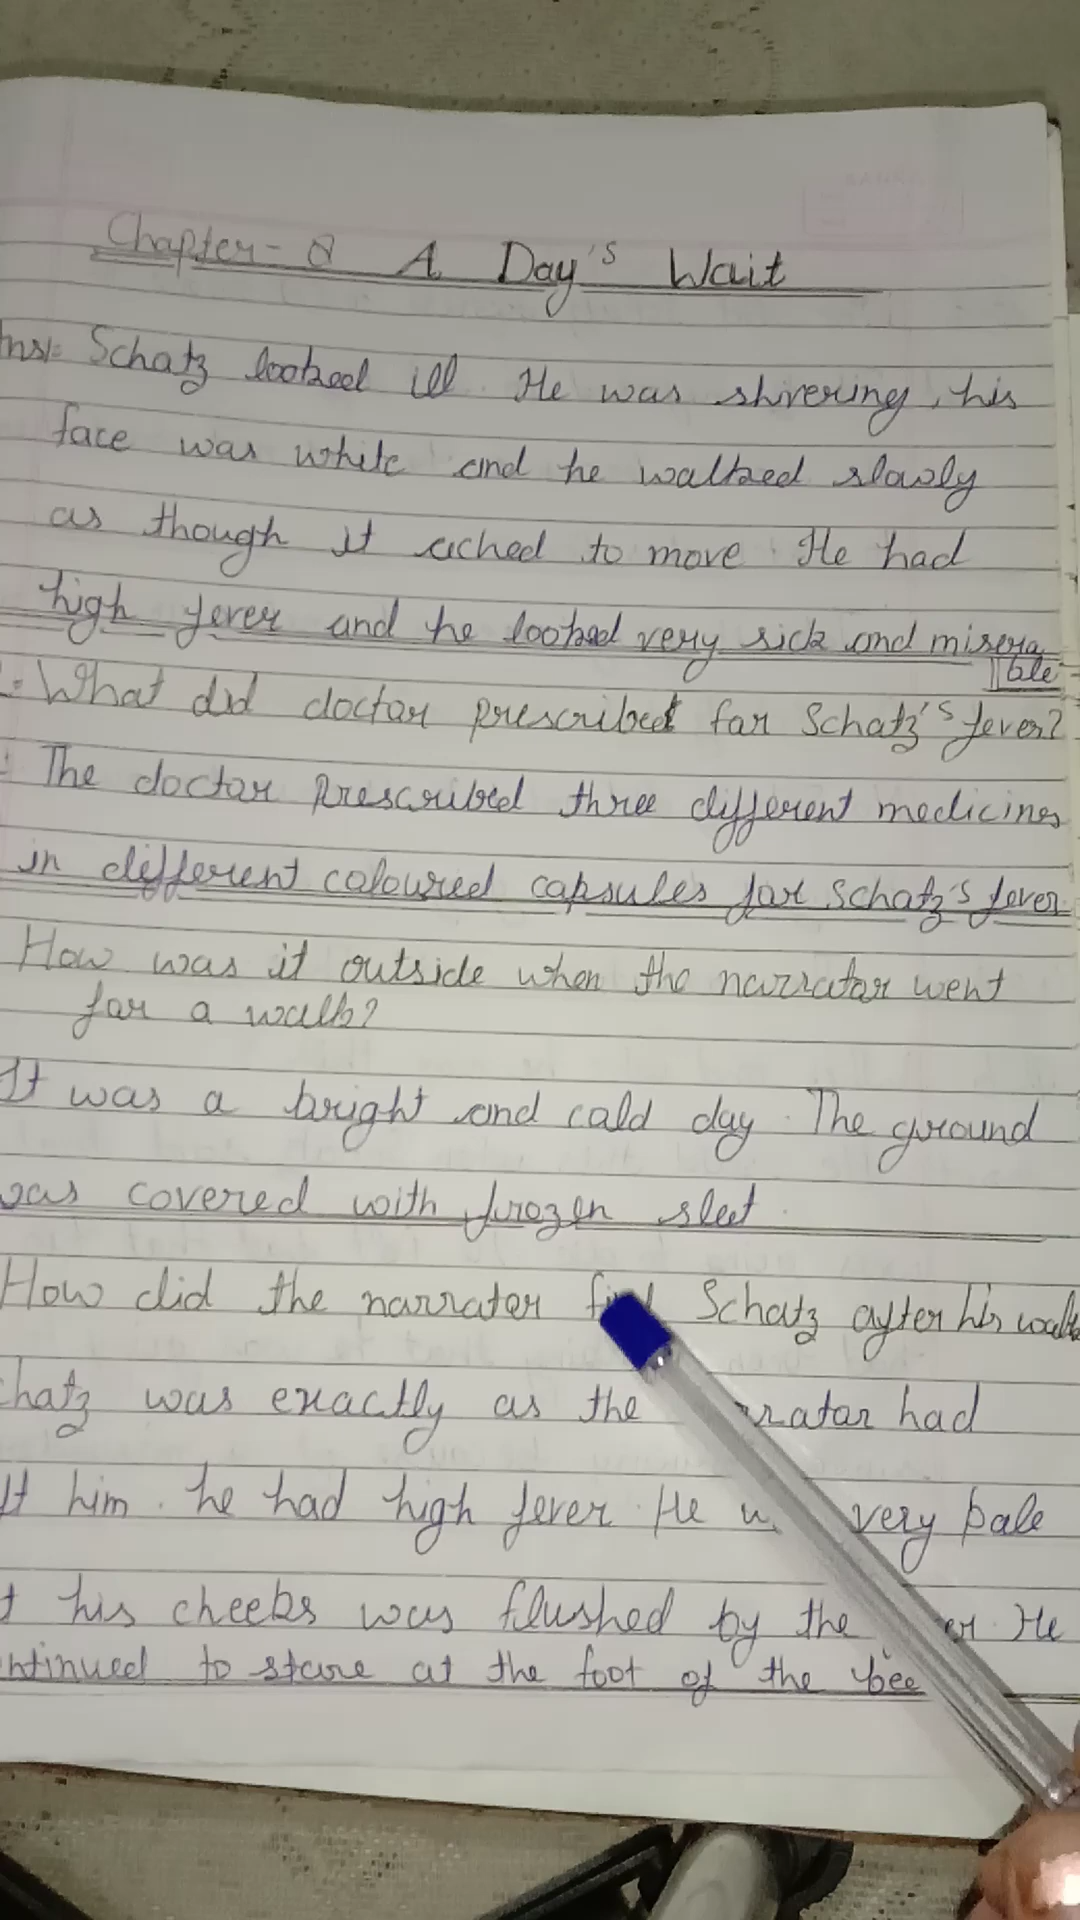 Chapter- 8 A Day's Wait
Ans1= Schatz looked ill. He was shivering, his
face was white and he walked slowly
as though it ached to move. He had
high fever and he looked very sick and misera
ble
What did doctor prescribed for Schatz's fever?
The doctor prescribed three different medicines
in different coloured capsules for Schatz's fever.
How was it outside when the narrator went
for a walk?
It was a bright and cold day. The ground
was covered with frozen sleet.
How did the narrator find Schatz after his walk
chatz was exactly as the rrator had
him. he had high fever. He very pale
his cheeks was flushed by the He
ntinued to stare at the foot of the bee